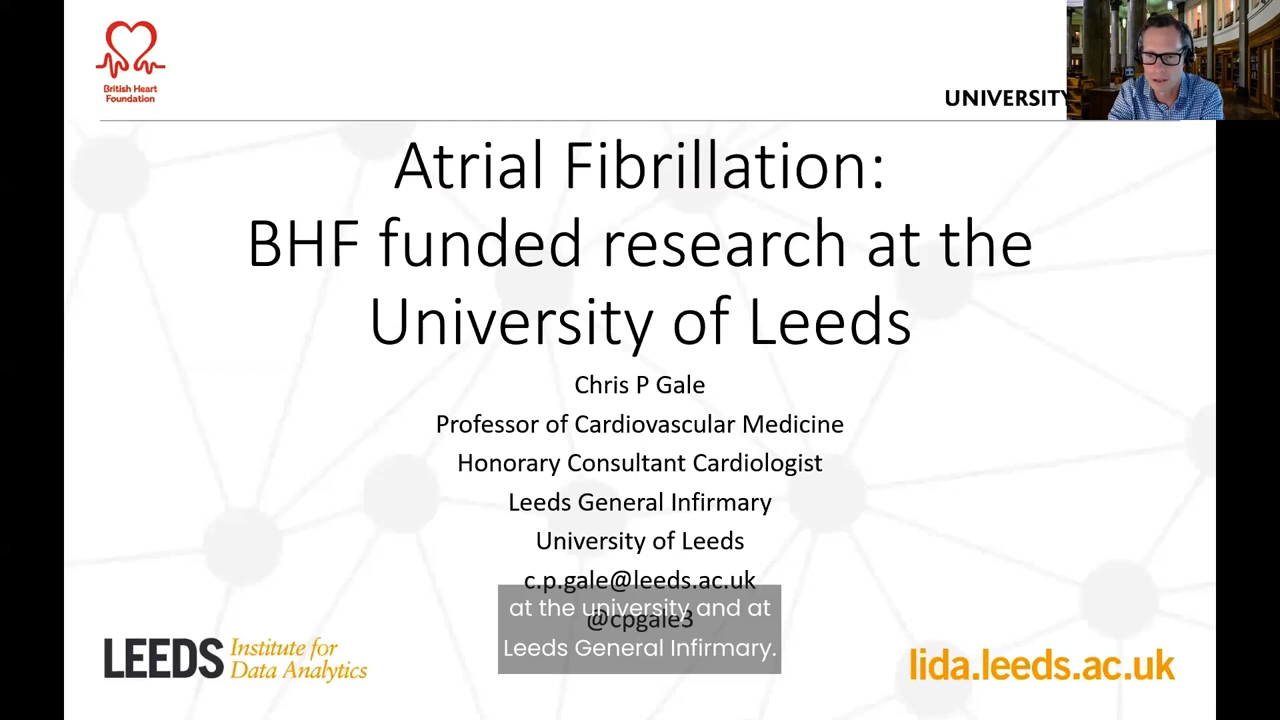 British Heart
Foundation
UNIVERSITY
Atrial Fibrillation:
BHF funded research at the
University of Leeds
Chris P Gale
Professor of Cardiovascular Medicine
Honorary Consultant Cardiologist
Leeds General Infirmary
University of Leeds
c.p.gale@leeds.ac.uk
@cpgale3
at the university and at
Leeds General Infirmary.
LEEDS Institute for
Data Analytics
lida.leeds.ac.uk